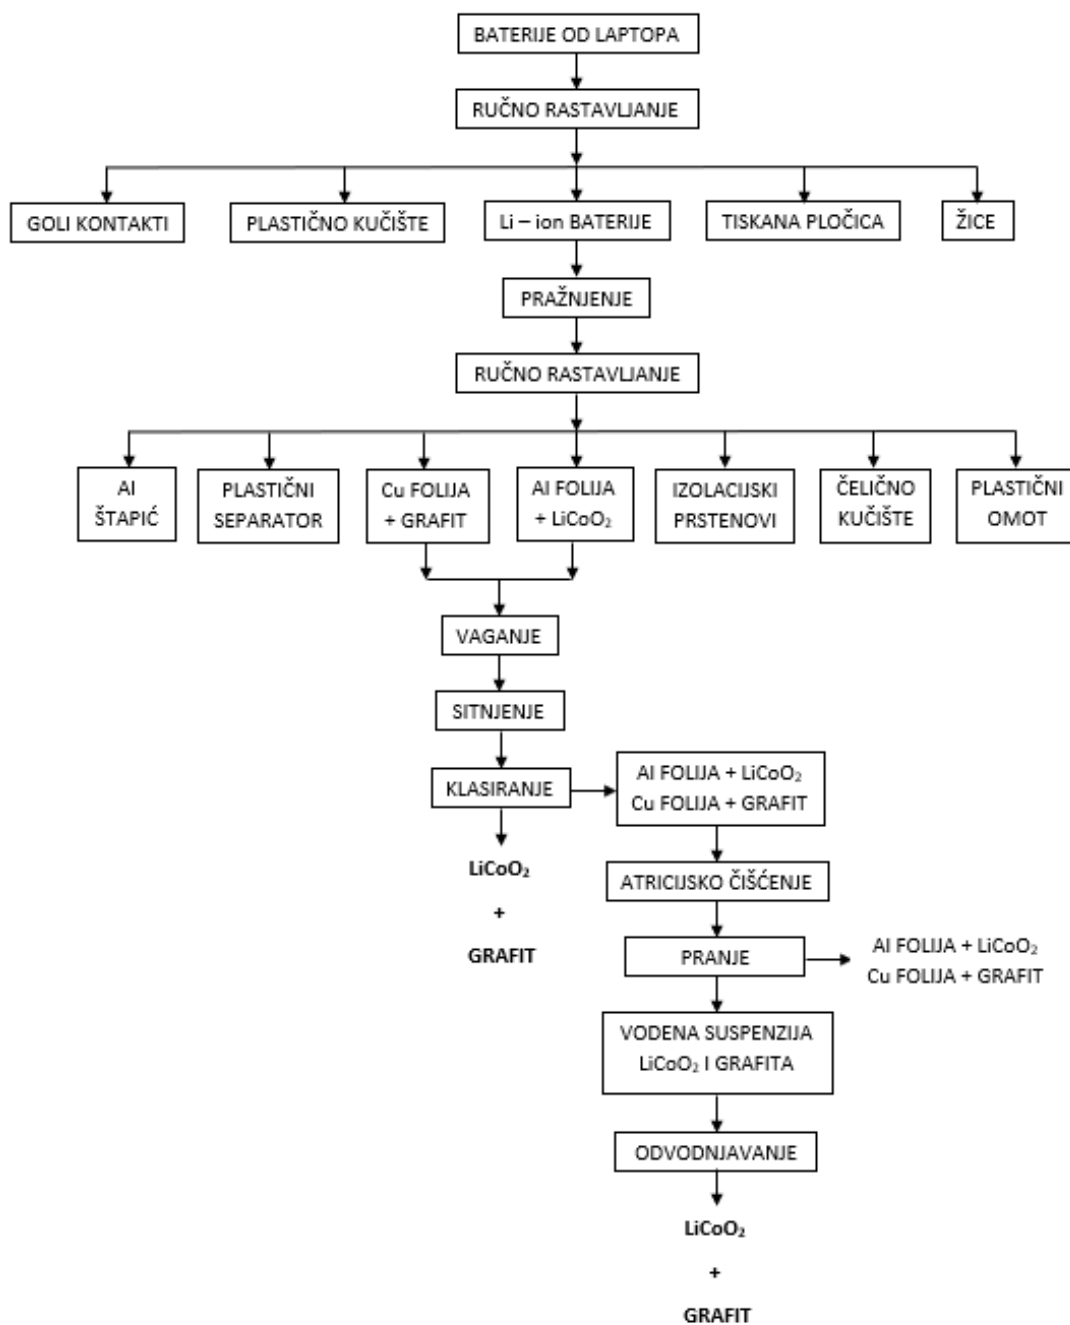 BATERIJE OD LAPTOPA
RUČNO RASTAVLJANJE
GOLI KONTAKTI
PLASTIČNO KUČIŠTE
Li – ion BATERIJE
TISKANA PLOČICA
ŽICE
PRAŽNJENJE
RUČNO RASTAVLJANJE
Al
ŠTAPIĆ
PLASTIČNI
SEPARATOR
Cu FOLIJA
+ GRAFIT
Al FOLIJA
+ LiCoO₂
IZOLACIJSKI
PRSTENOVI
ČELIČNO
KUČIŠTE
PLASTIČNI
OMOT
VAGANJE
SITNJENJE
KLASIRANJE
Al FOLIJA + LiCoO₂
Cu FOLIJA + GRAFIT
LiCoO₂
+
GRAFIT
ATRICIJSKO ČIŠĆENJE
PRANJE
Al FOLIJA + LiCoO₂
Cu FOLIJA + GRAFIT
VODENA SUSPENZIJA
LiCoO₂ I GRAFITA
ODVODNJAVANJE
LiCoO₂
+
GRAFIT